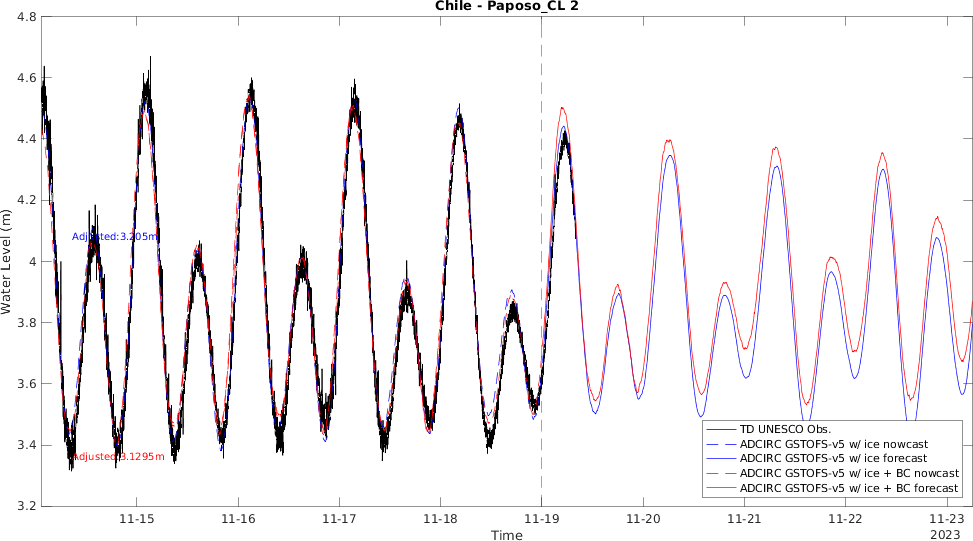 Chile - Paposo_CL 2
4.8
4.6
4.4
4.2
4
3.8
3.6
3.4
3.2
Water Level (m)
Adjusted:3.205m
Adjusted:3.1295m
TD UNESCO Obs.
ADCIRC GSTOFS-v5 w/ ice nowcast
ADCIRC GSTOFS-v5 w/ ice forecast
ADCIRC GSTOFS-v5 w/ ice + BC nowcast
ADCIRC GSTOFS-v5 w/ ice + BC forecast
11-15 11-16 11-17 11-18 11-19 11-20 11-21 11-22 11-23
2023
Time